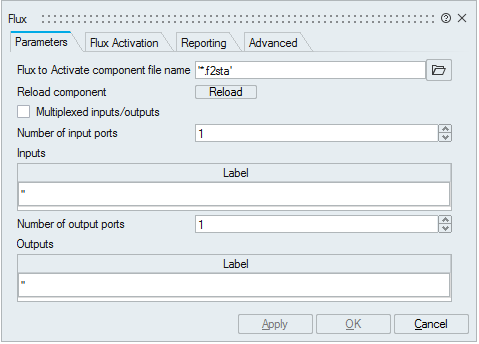 Flux
Parameters Flux Activation Reporting Advanced
Flux to Activate component file name '*.f2sta'
Reload component Reload
Multiplexed inputs/outputs
Number of input ports 1
Inputs
Label
''
Number of output ports 1
Outputs
Label
''
Apply OK Cancel